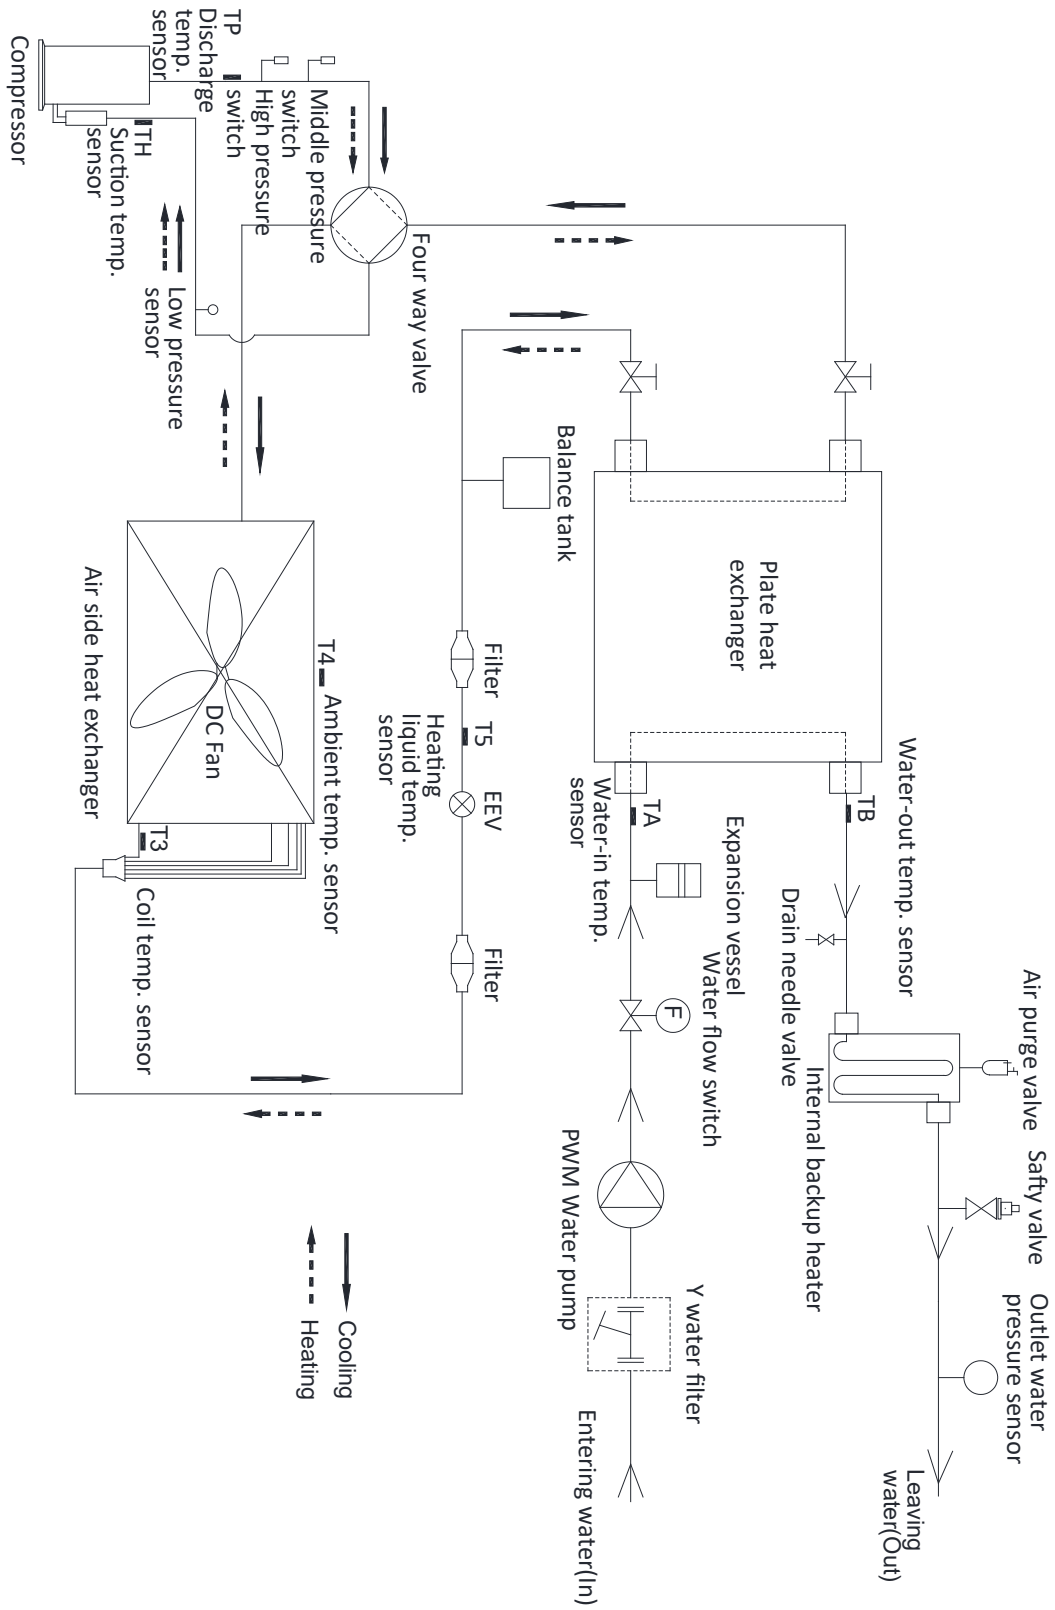 Air purge valve
Safty valve
Outlet water
pressure sensor
Leaving
water(Out)
Water-out temp. sensor
TB
Drain needle valve
Internal backup heater
Plate heat
exchanger
Expansion vessel
Water flow switch
F
Y water filter
TA
Water-in temp.
sensor
PWM Water pump
Entering water(In)
Balance tank
Filter
T5
EEV
Filter
Heating
liquid temp.
sensor
Four way valve
Middle pressure
switch
High pressure
switch
TP
Discharge
temp.
sensor
TH
Suction temp.
sensor
Compressor
Low pressure
sensor
T4
Ambient temp. sensor
DC Fan
T3
Coil temp. sensor
Air side heat exchanger
Cooling
Heating